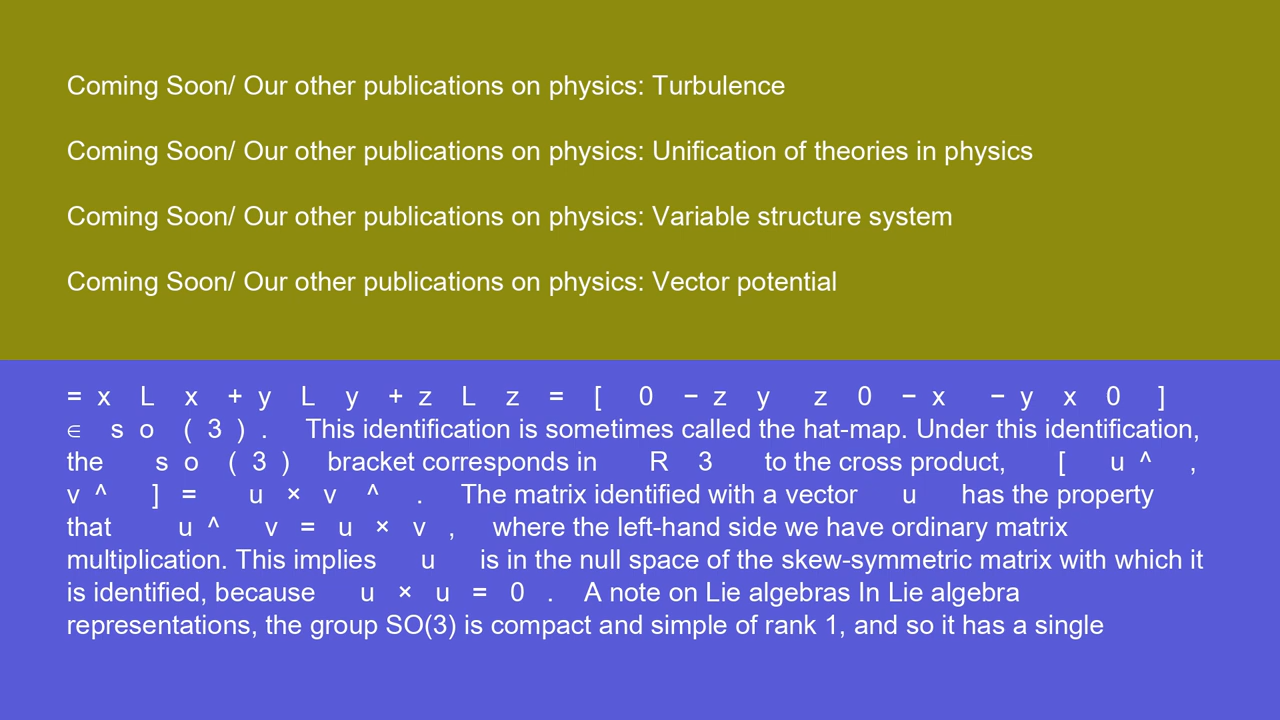 Coming Soon/ Our other publications on physics: Turbulence
Coming Soon/ Our other publications on physics: Unification of theories in physics
Coming Soon/ Our other publications on physics: Variable structure system
Coming Soon/ Our other publications on physics: Vector potential
= x L x + y L y + z L z = [ 0 − z y z 0 − x − y x 0 ]
∈ s o ( 3 ) . This identification is sometimes called the hat-map. Under this identification,
the s o ( 3 ) bracket corresponds in R 3 to the cross product, [ u ^ ,
v ^ ] = u × v ^ . The matrix identified with a vector u has the property
that u ^ v = u × v , where the left-hand side we have ordinary matrix
multiplication. This implies u is in the null space of the skew-symmetric matrix with which it
is identified, because u × u = 0 . A note on Lie algebras In Lie algebra
representations, the group SO(3) is compact and simple of rank 1, and so it has a single